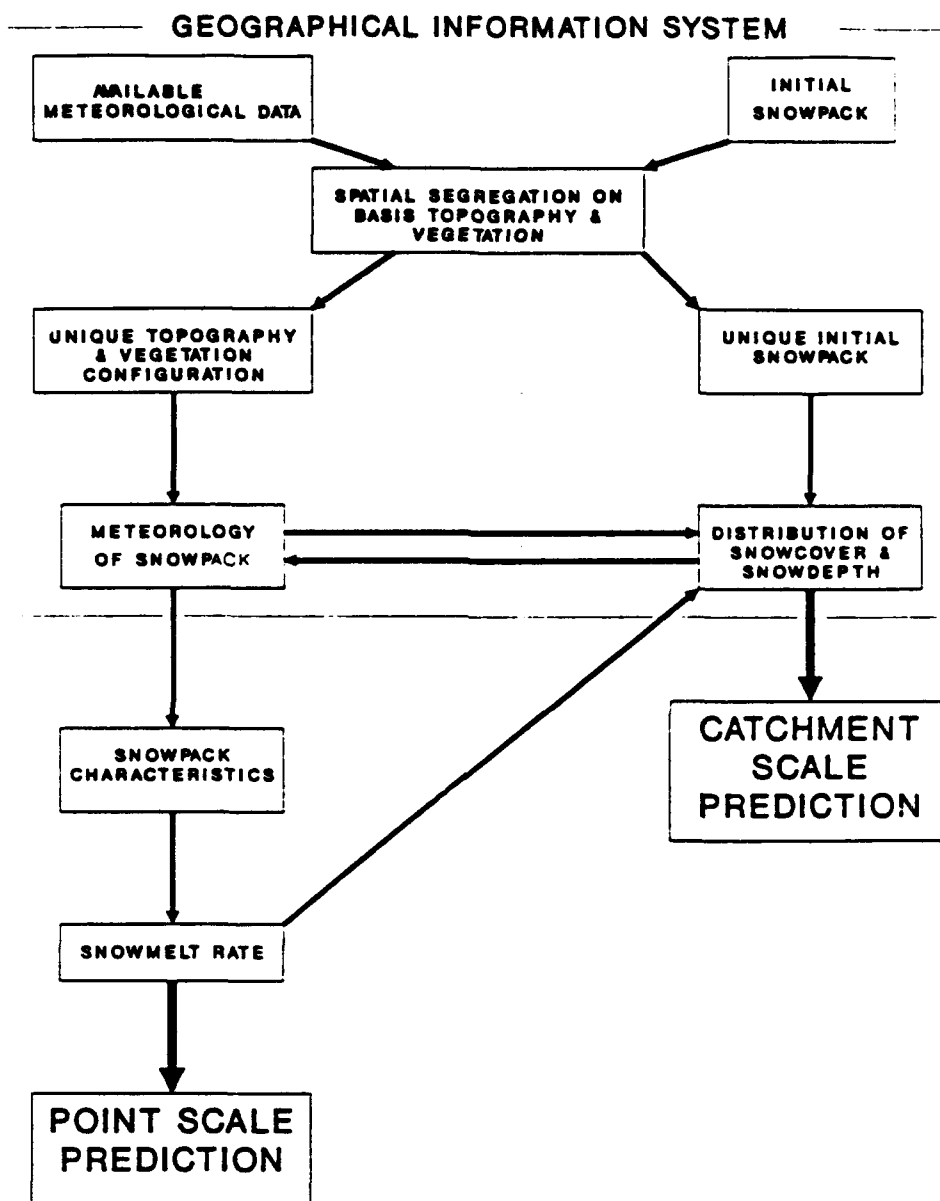 GEOGRAPHICAL INFORMATION SYSTEM
AVAILABLE
METEOROLOGICAL DATA
INITIAL
SNOWPACK
SPATIAL SEGREGATION ON
BASIS TOPOGRAPHY &
VEGETATION
UNIQUE TOPOGRAPHY
& VEGETATION
CONFIGURATION
UNIQUE INITIAL
SNOWPACK
METEOROLOGY
OF SNOWPACK
DISTRIBUTION OF
SNOWCOVER &
SNOWDEPTH
SNOWPACK
CHARACTERISTICS
CATCHMENT
SCALE
PREDICTION
SNOWMELT RATE
POINT SCALE
PREDICTION